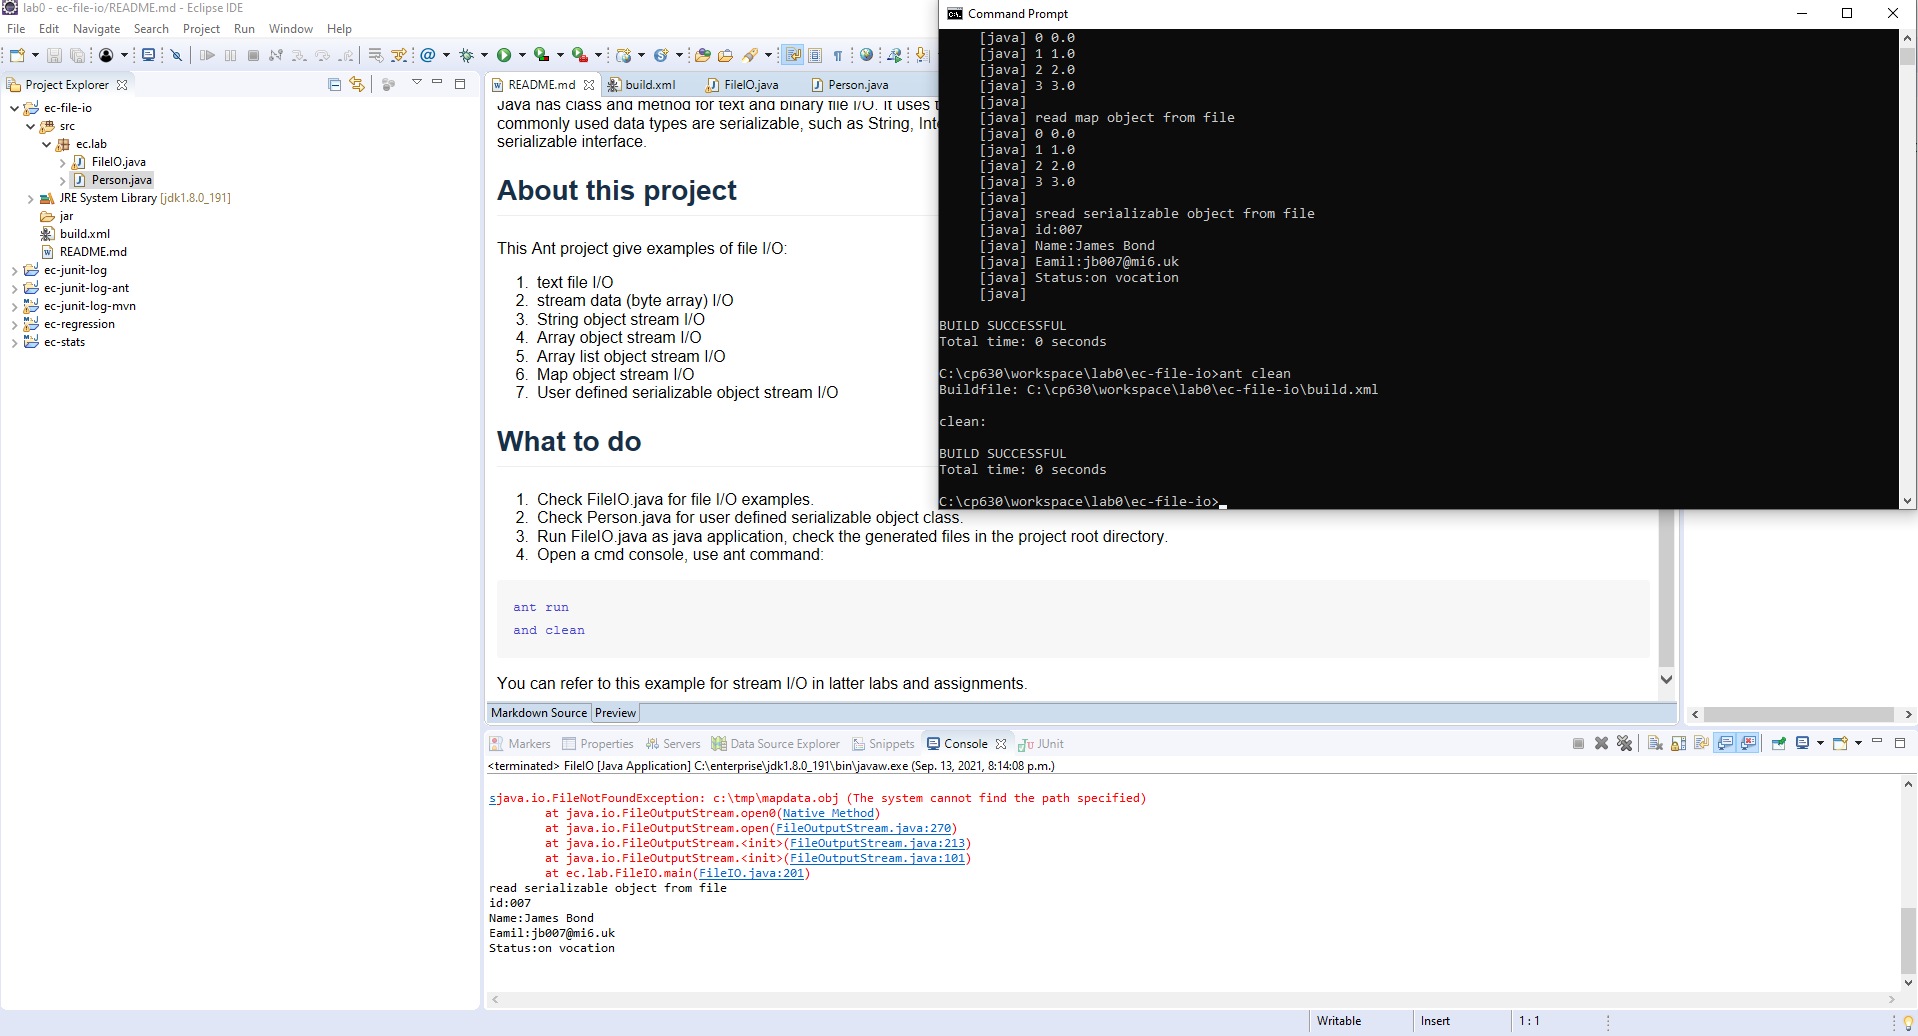 lab0 - ec-file-io/README.md - Eclipse IDE
File Edit Navigate Search Project Run Window Help
Project Explorer
ec-file-io
src
ec.lab
FileIO.java
Person.java
JRE System Library [jdk1.8.0_191]
jar
build.xml
README.md
ec-junit-log
ec-junit-log-ant
ec-junit-log-mvn
ec-regression
ec-stats
README.md build.xml FileIO.java Person.java
Java has class and method for text and binary file I/O. It uses t
commonly used data types are serializable, such as String, Inte
serializable interface.
About this project
This Ant project give examples of file I/O:
1. text file I/O
2. stream data (byte array) I/O
3. String object stream I/O
4. Array object stream I/O
5. Array list object stream I/O
6. Map object stream I/O
7. User defined serializable object stream I/O
What to do
1. Check FileIO.java for file I/O examples.
2. Check Person.java for user defined serializable object class.
3. Run FileIO.java as java application, check the generated files in the project root directory.
4. Open a cmd console, use ant command:
ant run
and clean
You can refer to this example for stream I/O in latter labs and assignments.
Markdown Source Preview
Command Prompt
[java] 0 0.0
[java] 1 1.0
[java] 2 2.0
[java] 3 3.0
[java]
[java] read map object from file
[java] 0 0.0
[java] 1 1.0
[java] 2 2.0
[java] 3 3.0
[java]
[java] sread serializable object from file
[java] id:007
[java] Name:James Bond
[java] Eamil:jb007@mi6.uk
[java] Status:on vocation
[java]
BUILD SUCCESSFUL
Total time: 0 seconds
C:\cp630\workspace\lab0\ec-file-io>ant clean
Buildfile: C:\cp630\workspace\lab0\ec-file-io\build.xml
clean:
BUILD SUCCESSFUL
Total time: 0 seconds
C:\cp630\workspace\lab0\ec-file-io>
Markers Properties Servers Data Source Explorer Snippets Console JUnit
<terminated> FileIO [Java Application] C:\enterprise\jdk1.8.0_191\bin\javaw.exe (Sep. 13, 2021, 8:14:08 p.m.)
sjava.io.FileNotFoundException: c:\tmp\mapdata.obj (The system cannot find the path specified)
at java.io.FileOutputStream.open0(Native Method)
at java.io.FileOutputStream.open(FileOutputStream.java:270)
at java.io.FileOutputStream.<init>(FileOutputStream.java:213)
at java.io.FileOutputStream.<init>(FileOutputStream.java:101)
at ec.lab.FileIO.main(FileIO.java:201)
read serializable object from file
id:007
Name:James Bond
Eamil:jb007@mi6.uk
Status:on vocation
Writable Insert 1 : 1